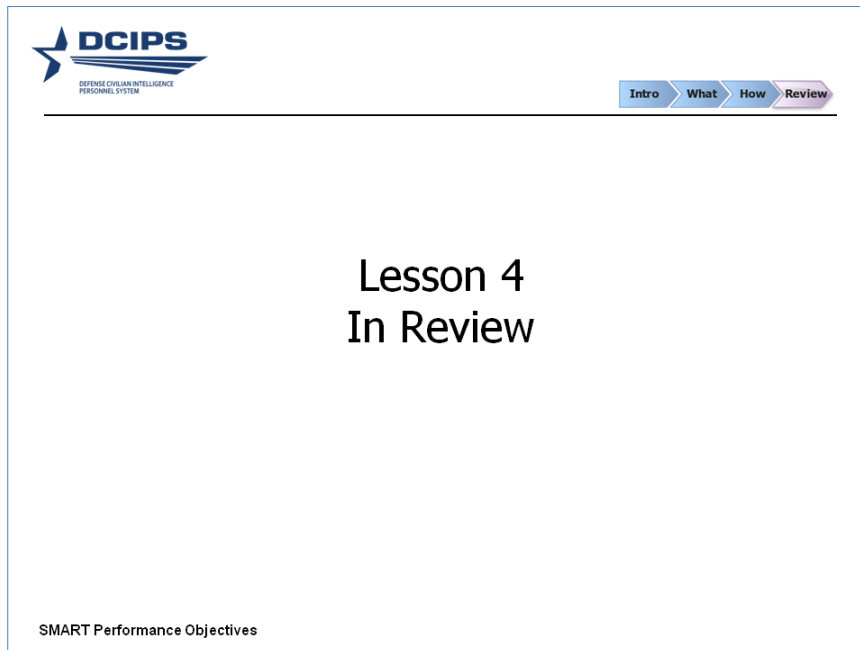 DCIPS
DEFENSE CIVILIAN INTELLIGENCE
PERSONNEL SYSTEM
Intro What How Review
Lesson 4
In Review
SMART Performance Objectives